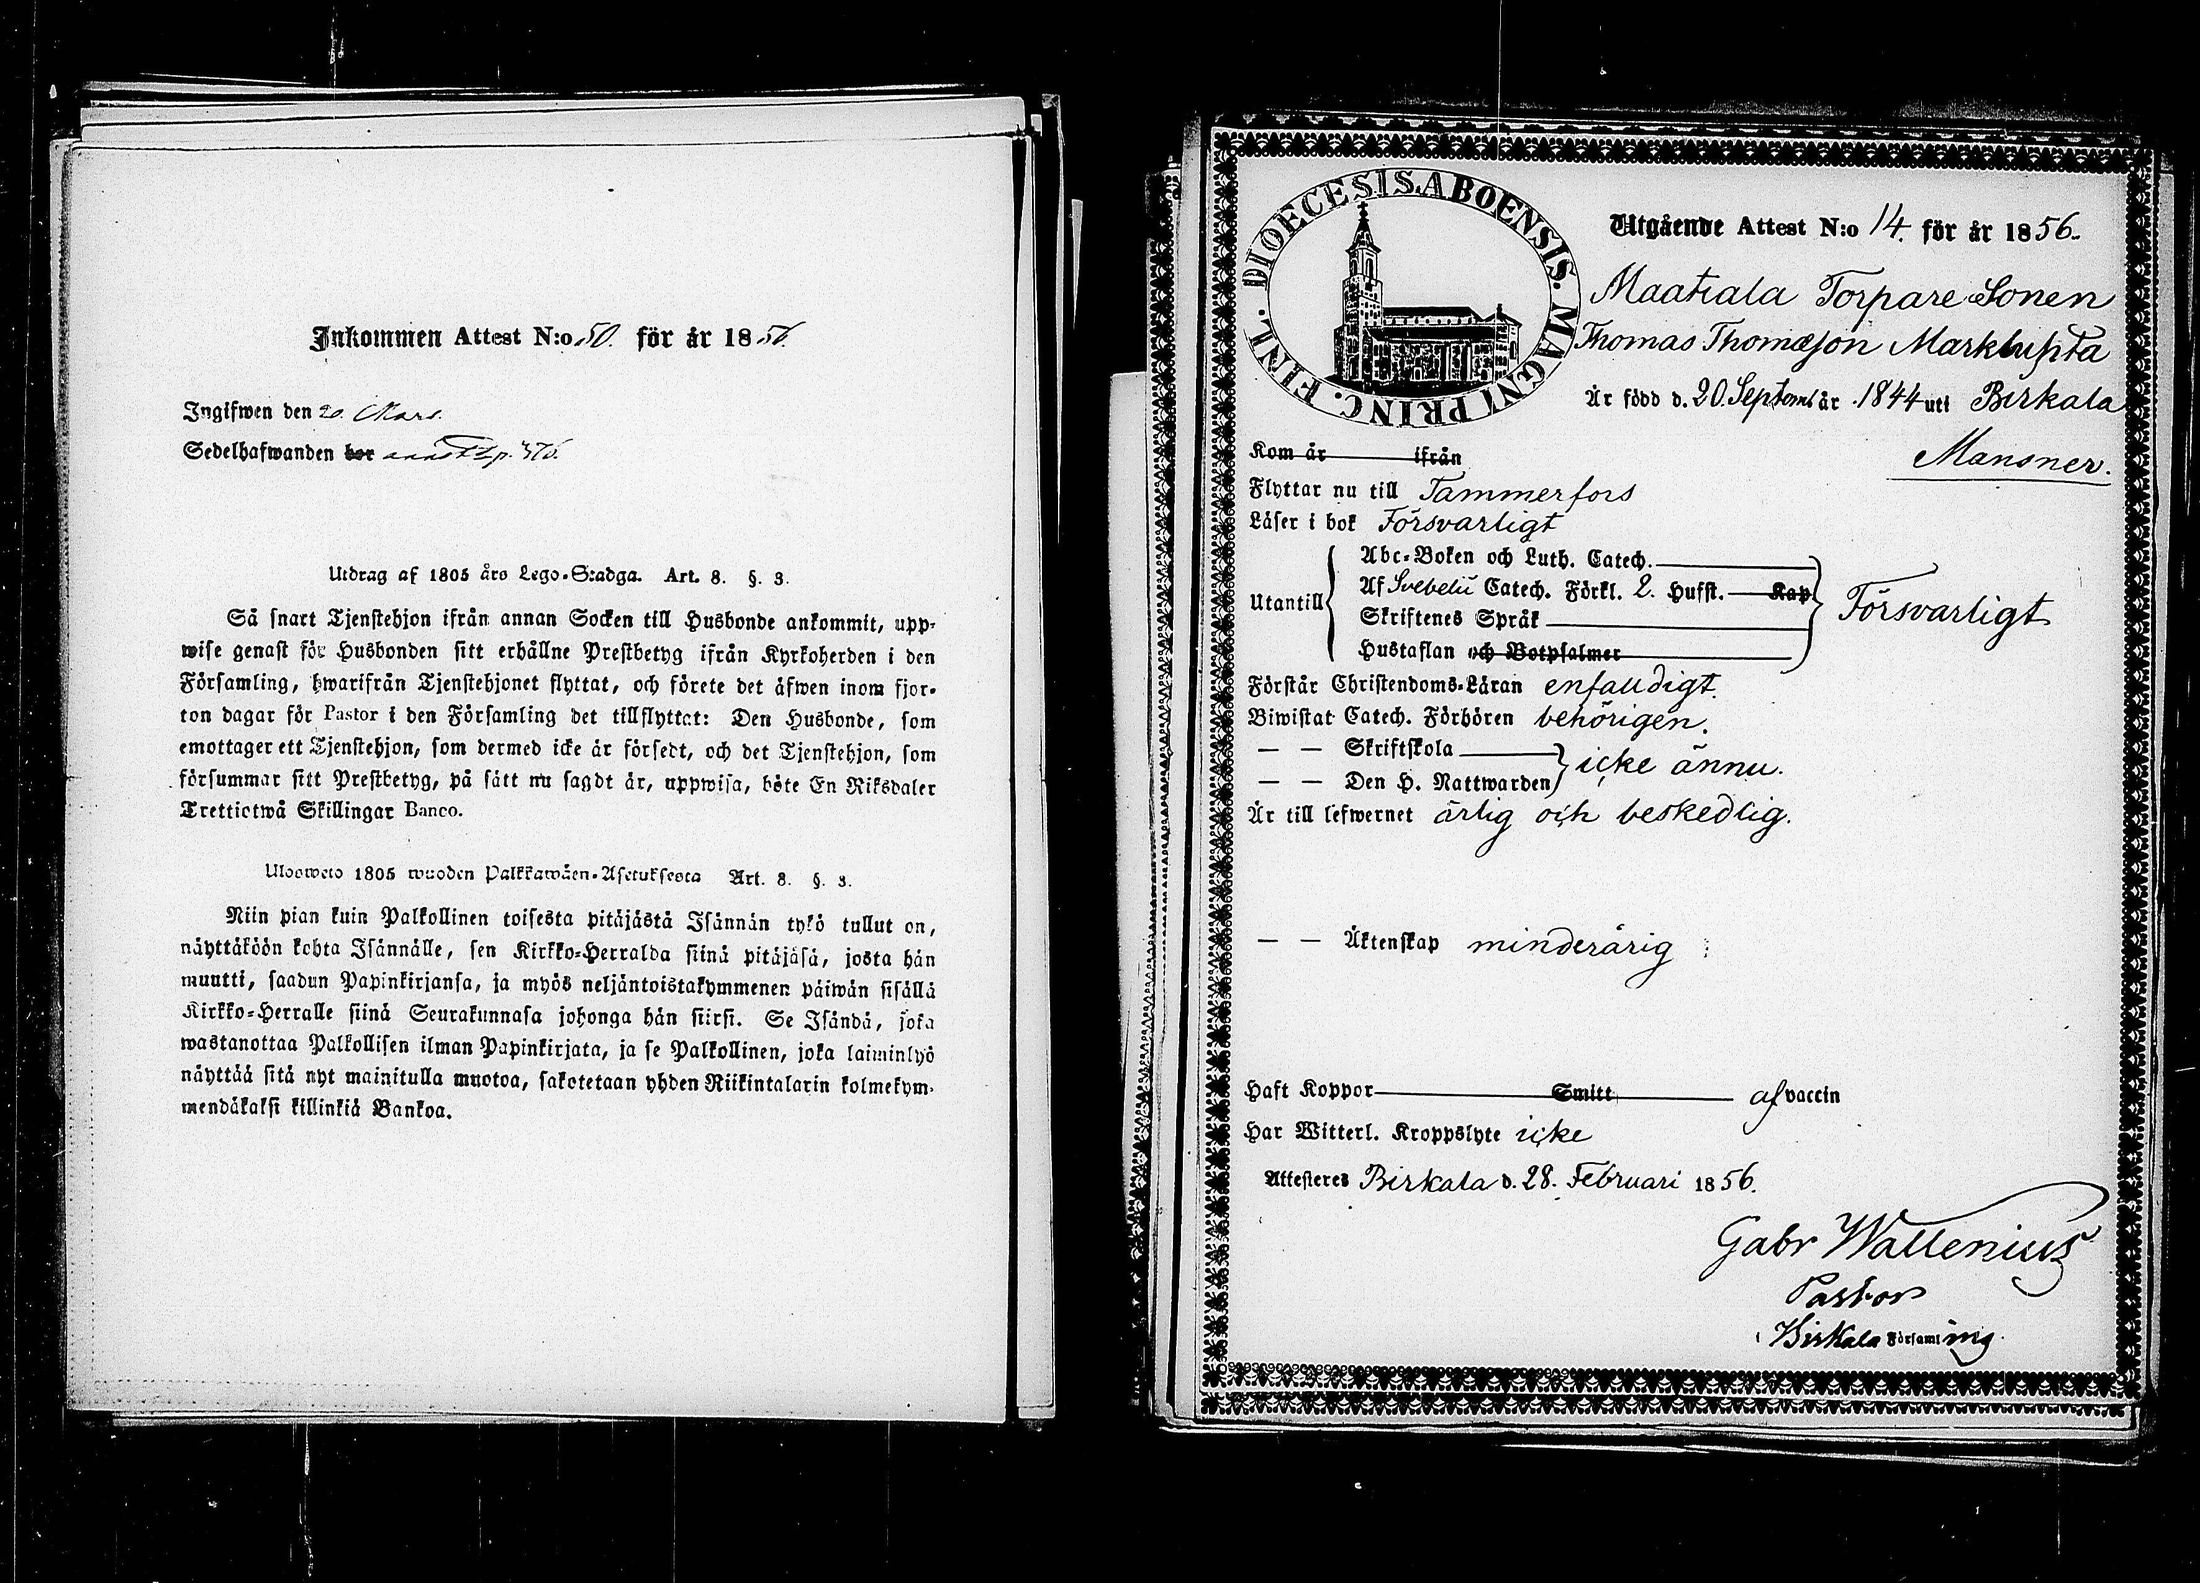 Inkommen Attest N:o 50. för år 1856.
Ingifwen den 20 Mars.
Sedelhafwanden bor p. 376.
Utdrag af 1805 års Lego-Stadga. Art. 8. §. 3.
Så snart Tjenstehjon ifrån annan Socken till Husbonde ankommit, upp-
wise genast för Husbonden sitt erhållne Prestbetyg ifrån Kyrkoherden i den
Församling, hwarifrån Tjenstehjonet flyttat, och förete det äfwen inom fjor-
ton dagar för Pastor i den Församling det tillflyttat: Den Husbonde, som
emottager ett Tjenstehjon, som dermed icke är försedt, och det Tjenstehjon, som
försummar sitt Prestbetyg, på sätt nu sagdt är, uppwisa, böte En Riksdaler
Trettiotwå Skillingar Banco.
Ulosweto 1805 wuoden Palkkawäen-Asetuksesta Art. 8. §. 3.
Niin pian kuin Palkollinen toisesta pitäjästä Isännän tykö tullut on,
näyttäköön kohta Isännälle, sen Kirkko-Herralda siinä pitäjäsä, josta hän
muutti, saadun Papinkirjansa, ja myös neljäntoistakymmenen päiwän sisällä
Kirkko-Herralle siinä Seurakunnasa johonga hän siirsi. Se Isändä, joka
wastanottaa Palkollisen ilman Papinkirjata, ja se Palkollinen, joka laiminlyö
näyttää sitä nyt mainitulla muotoa, sakotetaan yhden Riikintalarin kolmekym-
mendäkaksi killinkiä Bankoa.
DIOECESIS ABOENSIS. MAGNI PRINC. FINL.
Utgående Attest N:o 14. för år 1856.
Maatiala Torpare Sonen
Thomas Thomæson Marklusta
Är född d. 20. Septemb år 1844 uti Birkala
Kom år ifrån
Mansner.
Flyttar nu till Tammerfors
Läser i bok Försvarligt
Utantill
Abc-Boken och Luth. Catech.
Af Svebelii Catech. Förkl. 2. Hufst. Kap
Skriftenes Språk
Hustaflan och Botpsalmer
Försvarligt
Förstår Christendoms-Läran enfaldigt.
Biwistat Catech. Förhören behörigen.
— — Skriftskola
— — Den H. Nattwarden
icke ännu.
Är till lefwernet ärlig och beskedlig.
— — Äktenskap minderårig
Haft Koppor Smitt af vaccin
Har Witterl. Kroppslyte icke
Attesteres Birkala d. 28. Februari 1856.
Gabr Wallenius
Pastor
i Birkala Församling.